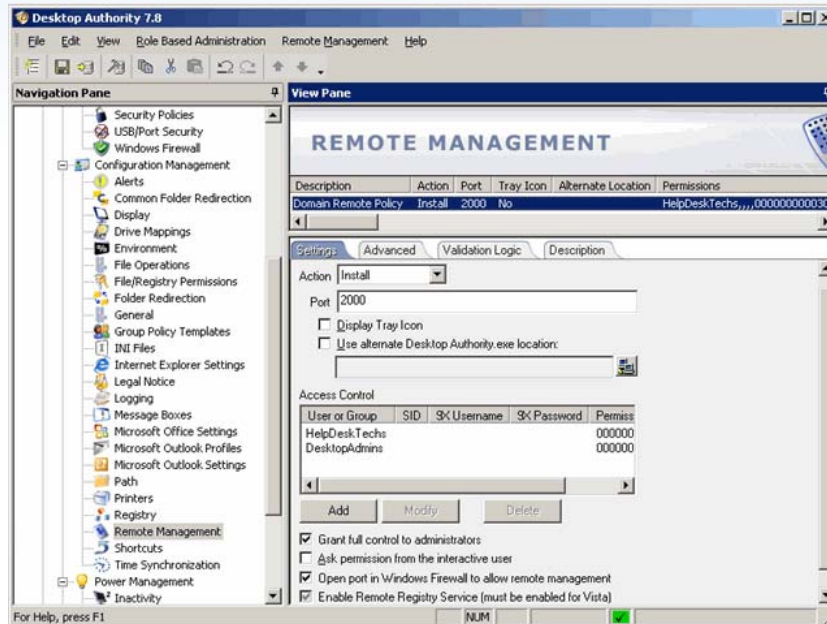 Desktop Authority 7.8
File Edit View Role Based Administration Remote Management Help
Navigation Pane
Security Policies
USB/Port Security
Windows Firewall
Configuration Management
Alerts
Common Folder Redirection
Display
Drive Mappings
Environment
File Operations
File/Registry Permissions
Folder Redirection
General
Group Policy Templates
INI Files
Internet Explorer Settings
Legal Notice
Logging
Message Boxes
Microsoft Office Settings
Microsoft Outlook Profiles
Microsoft Outlook Settings
Path
Printers
Registry
Remote Management
Shortcuts
Time Synchronization
Power Management
Inactivity
View Pane
REMOTE MANAGEMENT
Description Action Port Tray Icon Alternate Location Permissions
Domain Remote Policy Install 2000 No HelpDeskTechs,,,,
Settings Advanced Validation Logic Description
Action Install
Port 2000
Display Tray Icon
Use alternate Desktop Authority.exe location:
Access Control
User or Group SID 9X Username 9X Password Permiss
HelpDeskTechs 000000
DesktopAdmins 000000
Add Modify Delete
Grant full control to administrators
Ask permission from the interactive user
Open port in Windows Firewall to allow remote management
Enable Remote Registry Service (must be enabled for Vista)
For Help, press F1 NUM